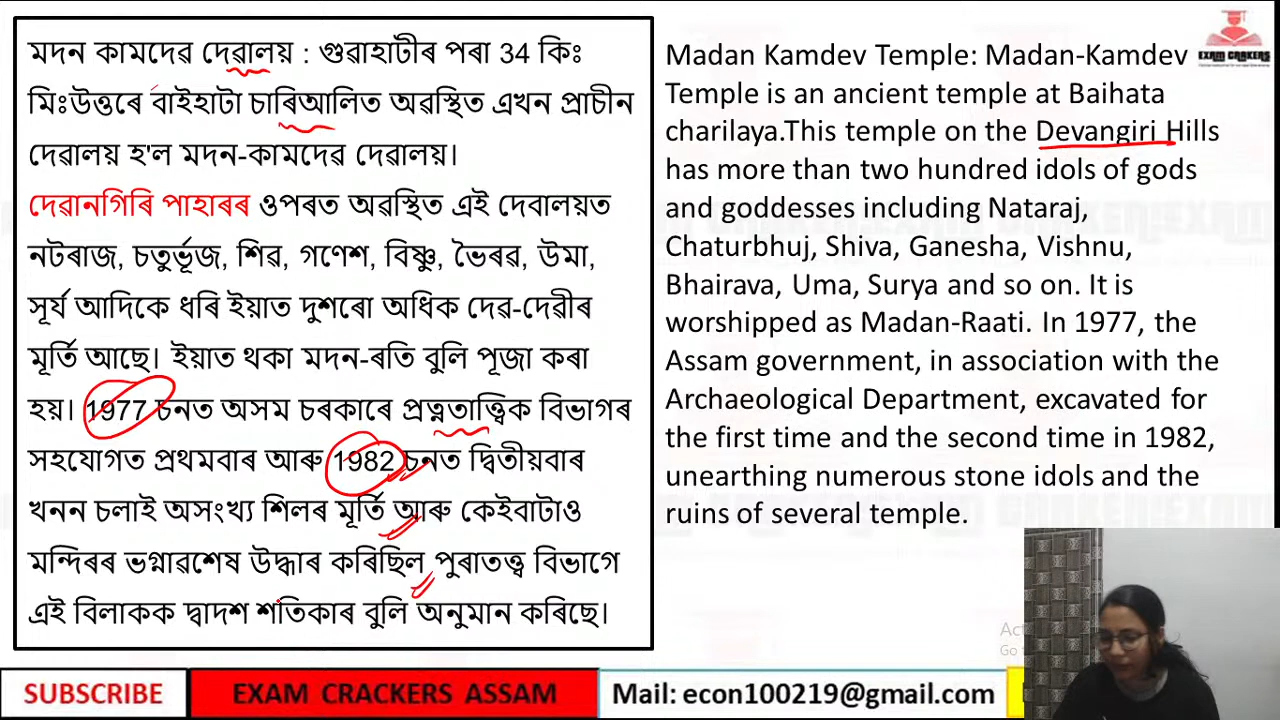 মদন কামদেৱ দেৱালয় : গুৱাহাটীৰ পৰা 34 কিঃ
মিঃউত্তৰে বাইহাটা চাৰিআলিত অৱস্থিত এখন প্ৰাচীন
দেৱালয় হ'ল মদন-কামদেৱ দেৱালয়।
দেৱানগিৰি পাহাৰৰ ওপৰত অৱস্থিত এই দেবালয়ত
নটৰাজ, চতুৰ্ভূজ, শিৱ, গণেশ, বিষ্ণু, ভৈৰৱ, উমা,
সূৰ্য আদিকে ধৰি ইয়াত দুশৰো অধিক দেৱ-দেৱীৰ
মূৰ্তি আছে। ইয়াত থকা মদন-ৰতি বুলি পূজা কৰা
হয়। 1977 চনত অসম চৰকাৰে প্ৰত্নতাত্ত্বিক বিভাগৰ
সহযোগত প্ৰথমবাৰ আৰু 1982 চনত দ্বিতীয়বাৰ
খনন চলাই অসংখ্য শিলৰ মূৰ্তি আৰু কেইবাটাও
মন্দিৰৰ ভগ্নাৱশেষ উদ্ধাৰ কৰিছিল পুৰাতত্ত্ব বিভাগে
এই বিলাকক দ্বাদশ শতিকাৰ বুলি অনুমান কৰিছে।
Madan Kamdev Temple: Madan-Kamdev
Temple is an ancient temple at Baihata
charilaya.This temple on the Devangiri Hills
has more than two hundred idols of gods
and goddesses including Nataraj,
Chaturbhuj, Shiva, Ganesha, Vishnu,
Bhairava, Uma, Surya and so on. It is
worshipped as Madan-Raati. In 1977, the
Assam government, in association with the
Archaeological Department, excavated for
the first time and the second time in 1982,
unearthing numerous stone idols and the
ruins of several temple.
EXAM CRAKERS
SUBSCRIBE
EXAM CRACKERS ASSAM
Mail: econ100219@gmail.com